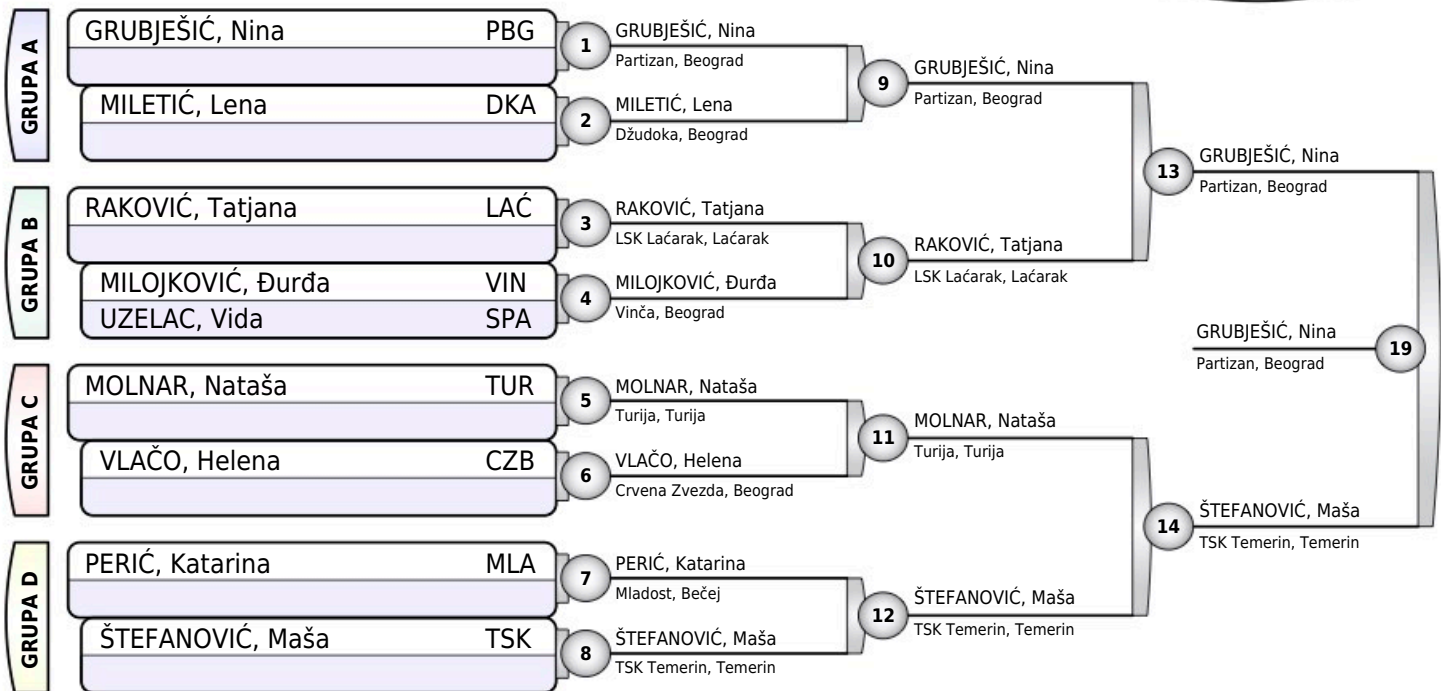 GRUPA A
GRUBJEŠIĆ, Nina PBG
MILETIĆ, Lena DKA
1
GRUBJEŠIĆ, Nina
Partizan, Beograd
2
MILETIĆ, Lena
Džudoka, Beograd
9
GRUBJEŠIĆ, Nina
Partizan, Beograd
GRUPA B
RAKOVIĆ, Tatjana LAĆ
MILOJKOVIĆ, Đurđa VIN
UZELAC, Vida SPA
3
RAKOVIĆ, Tatjana
LSK Laćarak, Laćarak
4
MILOJKOVIĆ, Đurđa
Vinča, Beograd
10
RAKOVIĆ, Tatjana
LSK Laćarak, Laćarak
13
GRUBJEŠIĆ, Nina
Partizan, Beograd
GRUPA C
MOLNAR, Nataša TUR
VLAČO, Helena CZB
5
MOLNAR, Nataša
Turija, Turija
6
VLAČO, Helena
Crvena Zvezda, Beograd
11
MOLNAR, Nataša
Turija, Turija
GRUPA D
PERIĆ, Katarina MLA
ŠTEFANOVIĆ, Maša TSK
7
PERIĆ, Katarina
Mladost, Bečej
8
ŠTEFANOVIĆ, Maša
TSK Temerin, Temerin
12
ŠTEFANOVIĆ, Maša
TSK Temerin, Temerin
14
ŠTEFANOVIĆ, Maša
TSK Temerin, Temerin
GRUBJEŠIĆ, Nina
Partizan, Beograd
19